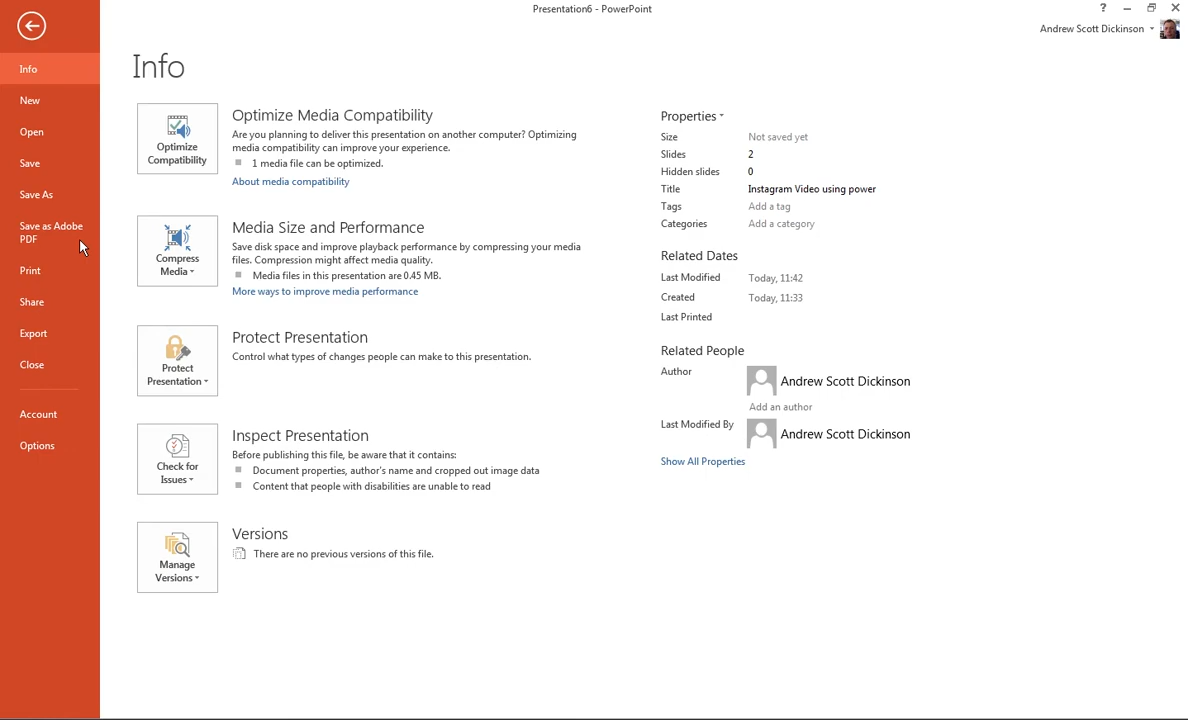 Presentation6 - PowerPoint
?
Andrew Scott Dickinson
Info
New
Open
Save
Save As
Save as Adobe
PDF
Print
Share
Export
Close
Account
Options
Info
Optimize
Compatibility
Optimize Media Compatibility
Are you planning to deliver this presentation on another computer? Optimizing
media compatibility can improve your experience.
1 media file can be optimized.
About media compatibility
Compress
Media
Media Size and Performance
Save disk space and improve playback performance by compressing your media
files. Compression might affect media quality.
Media files in this presentation are 0.45 MB.
More ways to improve media performance
Protect
Presentation
Protect Presentation
Control what types of changes people can make to this presentation.
Check for
Issues
Inspect Presentation
Before publishing this file, be aware that it contains:
Document properties, author's name and cropped out image data
Content that people with disabilities are unable to read
Manage
Versions
Versions
There are no previous versions of this file.
Properties
Size Not saved yet
Slides 2
Hidden slides 0
Title Instagram Video using power
Tags Add a tag
Categories Add a category
Related Dates
Last Modified Today, 11:42
Created Today, 11:33
Last Printed
Related People
Author Andrew Scott Dickinson
Add an author
Last Modified By Andrew Scott Dickinson
Show All Properties